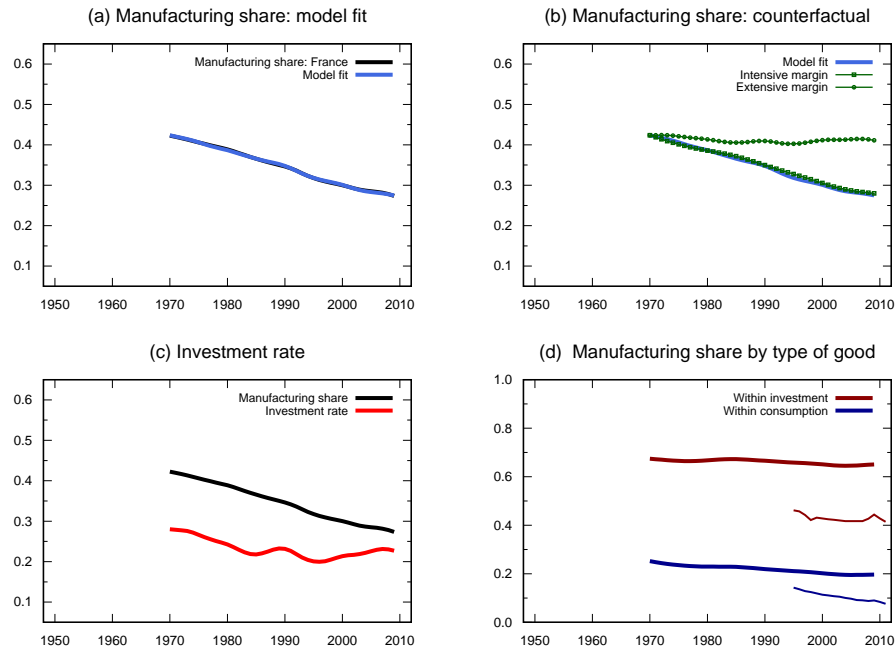 (a) Manufacturing share: model fit
0.6
0.5
0.4
0.3
0.2
0.1
Manufacturing share: France
Model fit
1950 1960 1970 1980 1990 2000 2010
(b) Manufacturing share: counterfactual
0.6
0.5
0.4
0.3
0.2
0.1
Model fit
Intensive margin
Extensive margin
1950 1960 1970 1980 1990 2000 2010
(c) Investment rate
0.6
0.5
0.4
0.3
0.2
0.1
Manufacturing share
Investment rate
1950 1960 1970 1980 1990 2000 2010
(d) Manufacturing share by type of good
1.0
0.8
0.6
0.4
0.2
0.0
Within investment
Within consumption
1950 1960 1970 1980 1990 2000 2010